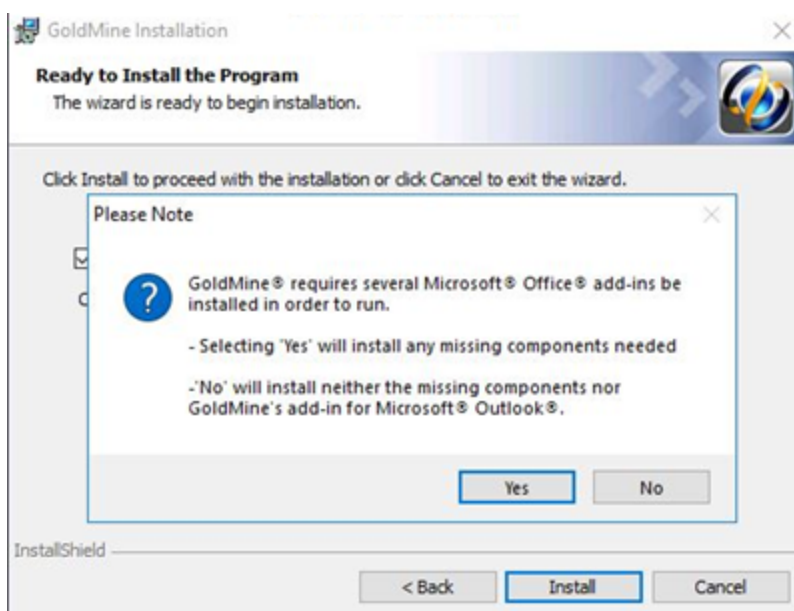 GoldMine Installation
Ready to Install the Program
The wizard is ready to begin installation.
Click Install to proceed with the installation or click Cancel to exit the wizard.
Please Note
GoldMine® requires several Microsoft® Office® add-ins be
installed in order to run.
- Selecting 'Yes' will install any missing components needed
-'No' will install neither the missing components nor
GoldMine's add-in for Microsoft® Outlook®.
Yes No
InstallShield
< Back Install Cancel